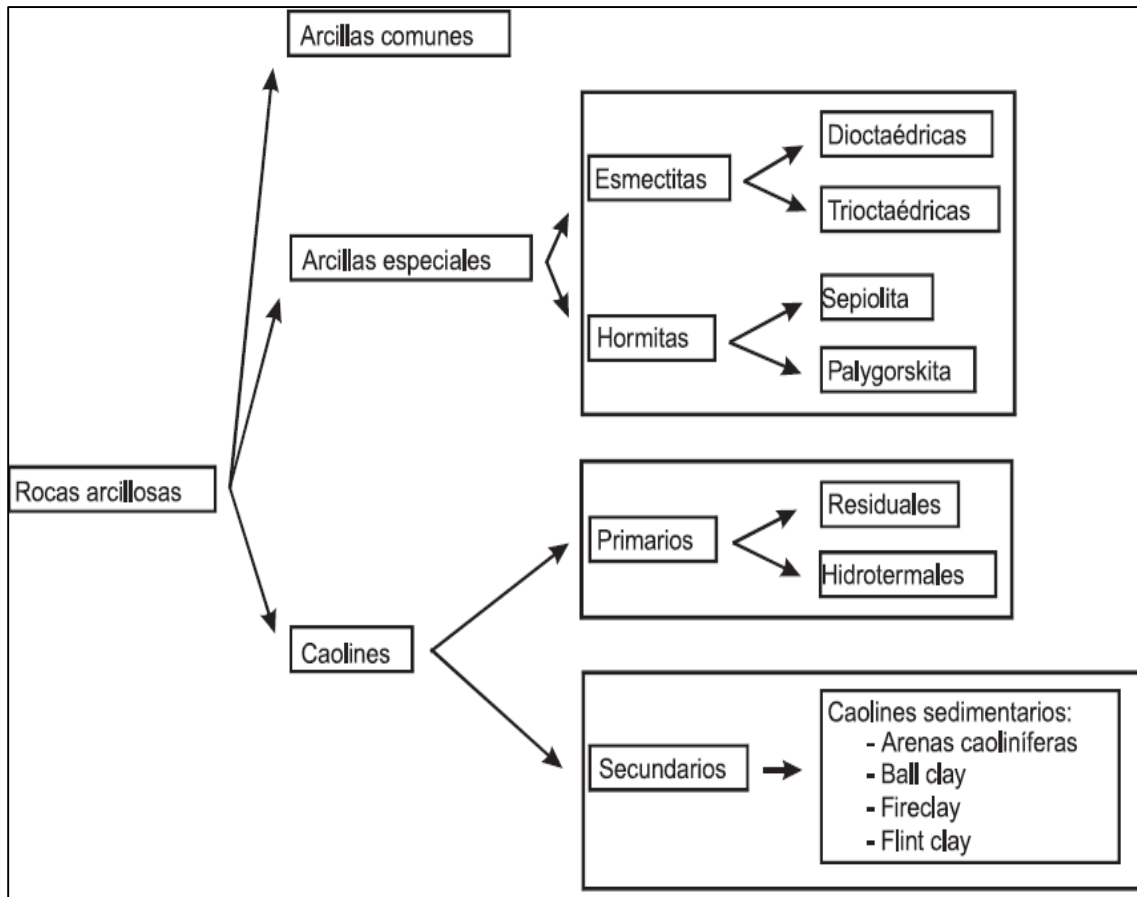 Arcillas comunes
Dioctaédricas
Esmectitas
Trioctaédricas
Arcillas especiales
Sepiolita
Hormitas
Palygorskita
Rocas arcillosas
Residuales
Primarios
Hidrotermales
Caolines
Caolines sedimentarios:
- Arenas caoliníferas
Secundarios
- Ball clay
- Fireclay
- Flint clay